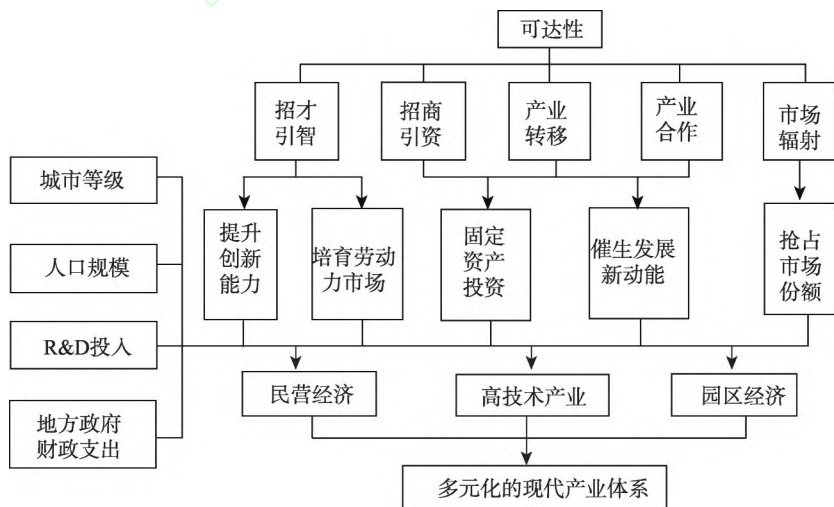 可达性
招才
引智
招商
引资
产业
转移
产业
合作
市场
辐射
城市等级
人口规模
R&D投入
地方政府
财政支出
提升
创新
能力
培育劳动
力市场
固定
资产
投资
催生发展
新动能
抢占
市场
份额
民营经济
高技术产业
园区经济
多元化的现代产业体系